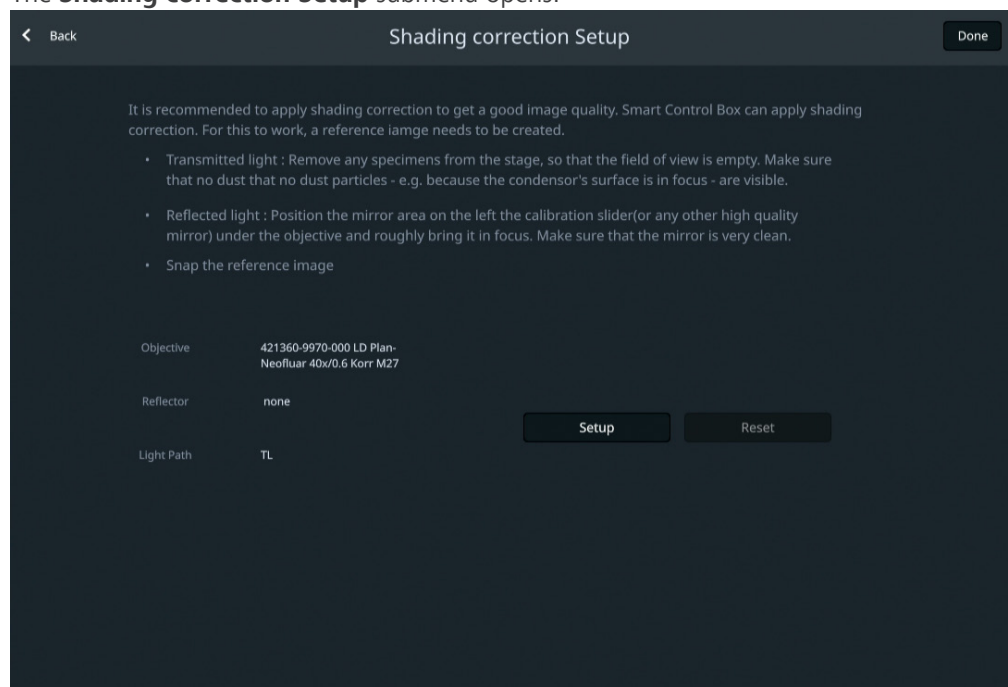 The Shading correction Setup submenu opens.
Back
Shading correction Setup
Done
It is recommended to apply shading correction to get a good image quality. Smart Control Box can apply shading
correction. For this to work, a reference iamge needs to be created.
• Transmitted light : Remove any specimens from the stage, so that the field of view is empty. Make sure
that no dust that no dust particles - e.g. because the condensor's surface is in focus - are visible.
• Reflected light : Position the mirror area on the left the calibration slider(or any other high quality
mirror) under the objective and roughly bring it in focus. Make sure that the mirror is very clean.
• Snap the reference image
Objective
421360-9970-000 LD Plan-
Neofluar 40x/0.6 Korr M27
Reflector
none
Setup
Reset
Light Path
TL